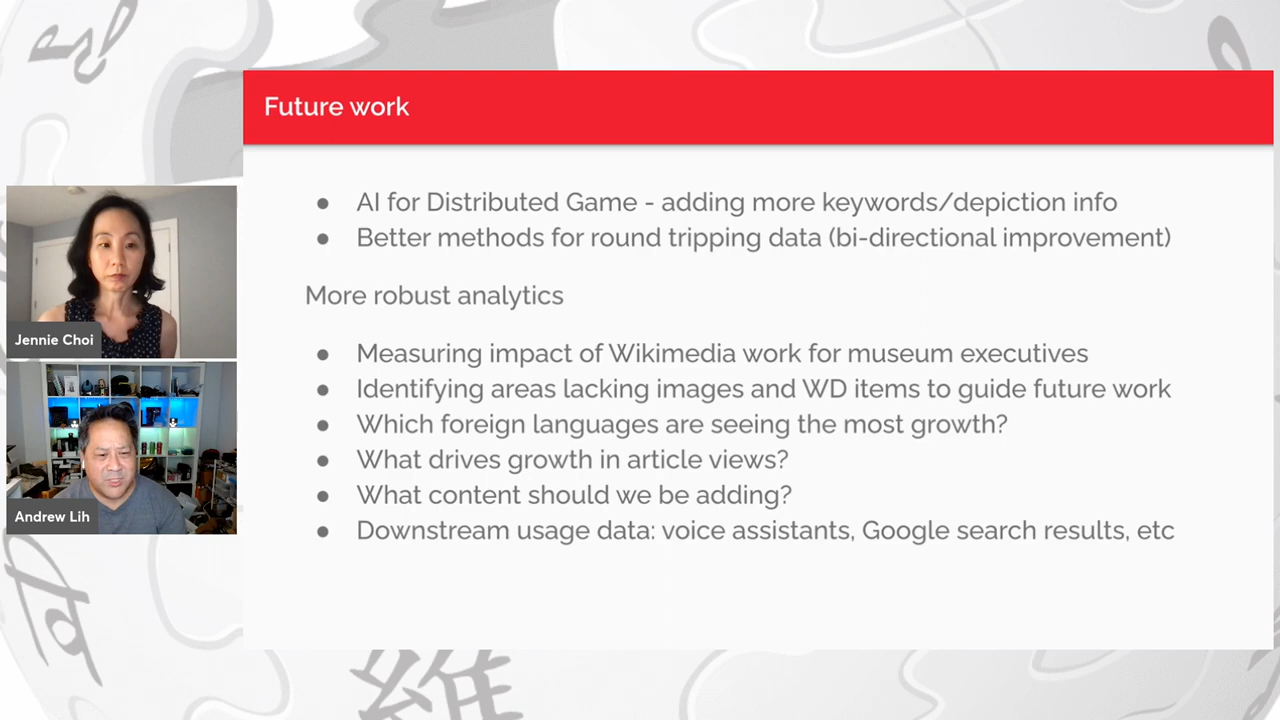 Future work
● AI for Distributed Game - adding more keywords/depiction info
● Better methods for round tripping data (bi-directional improvement)
More robust analytics
● Measuring impact of Wikimedia work for museum executives
● Identifying areas lacking images and WD items to guide future work
● Which foreign languages are seeing the most growth?
● What drives growth in article views?
● What content should we be adding?
● Downstream usage data: voice assistants, Google search results, etc
Jennie Choi
Andrew Lih
वि
維